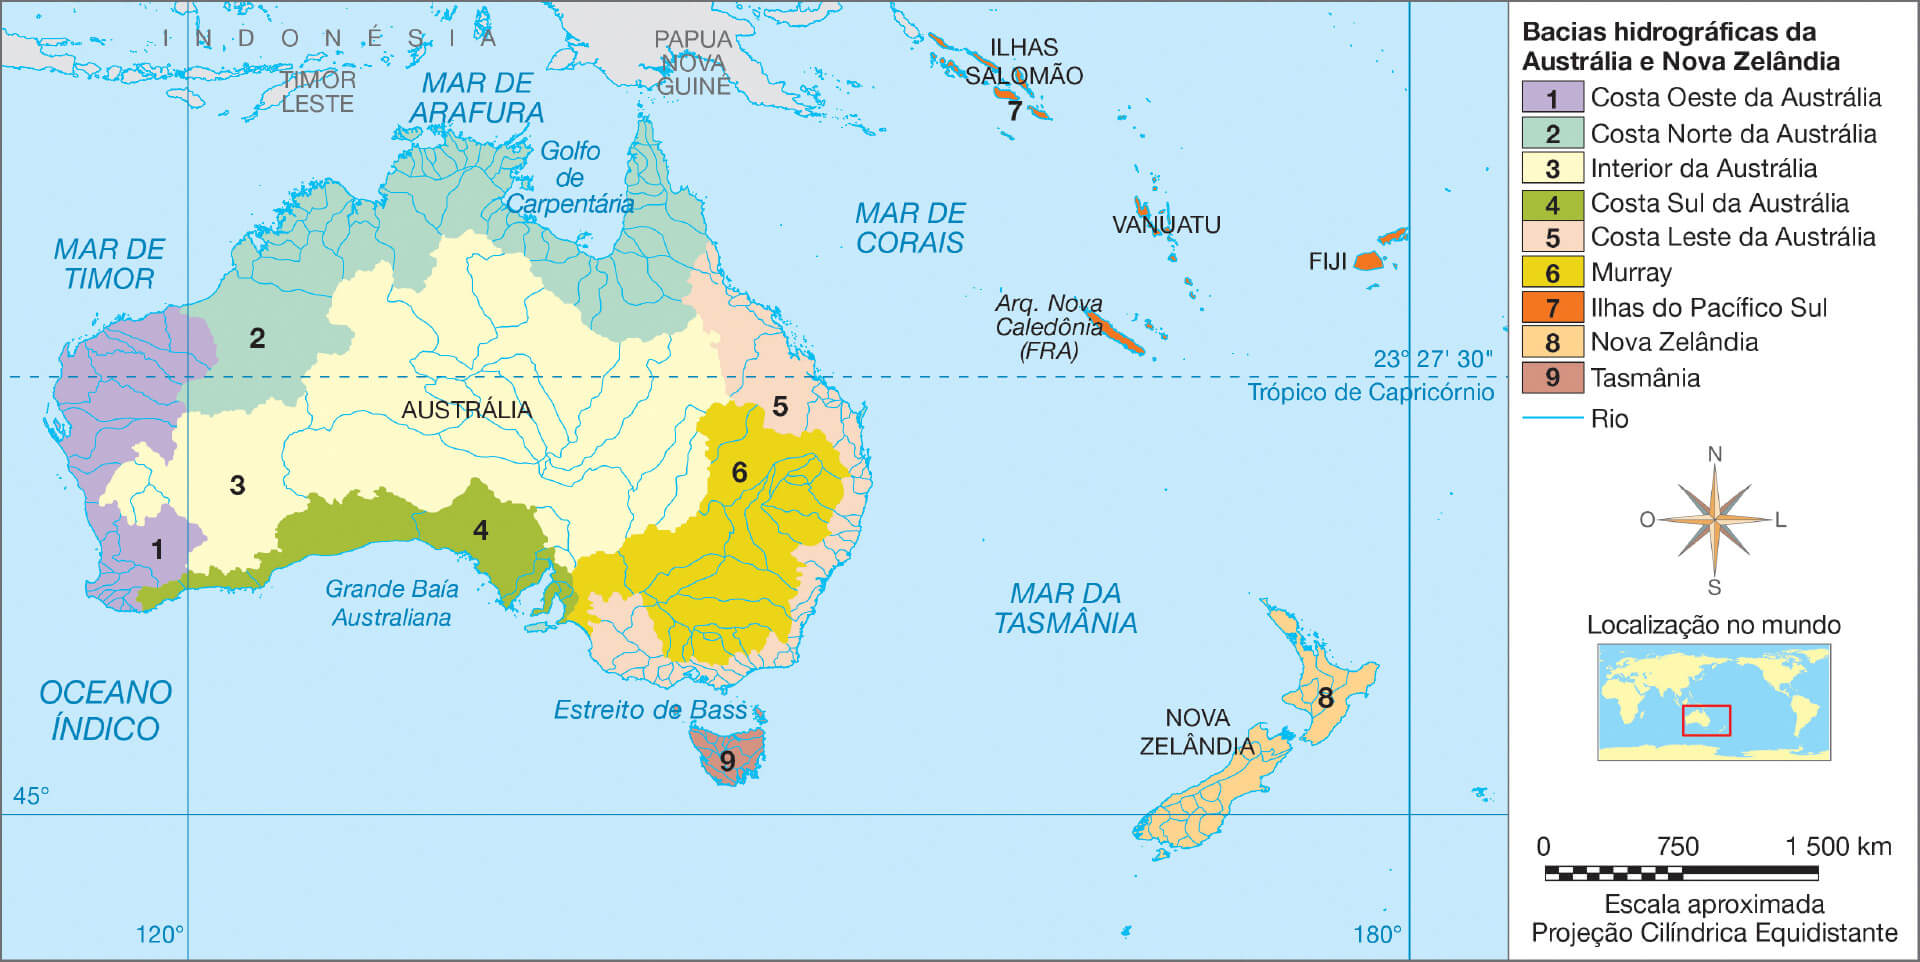 INDONÉSIA
TIMOR
LESTE
PAPUA
NOVA
GUINÉ
ILHAS
SALOMÃO
7
MAR DE
ARAFURA
Golfo
de
Carpentária
MAR DE
CORAIS
VANUATU
FIJI
MAR DE
TIMOR
Arq. Nova
Caledônia
(FRA)
23° 27' 30"
Trópico de Capricórnio
2
AUSTRÁLIA
5
6
3
4
1
Grande Baía
Australiana
MAR DA
TASMÂNIA
OCEANO
ÍNDICO
Estreito de Bass
9
NOVA
ZELÂNDIA
8
45°
120°
180°
Bacias hidrográficas da
Austrália e Nova Zelândia
1 Costa Oeste da Austrália
2 Costa Norte da Austrália
3 Interior da Austrália
4 Costa Sul da Austrália
5 Costa Leste da Austrália
6 Murray
7 Ilhas do Pacífico Sul
8 Nova Zelândia
9 Tasmânia
Rio
N
O L
S
Localização no mundo
0 750 1 500 km
Escala aproximada
Projeção Cilíndrica Equidistante